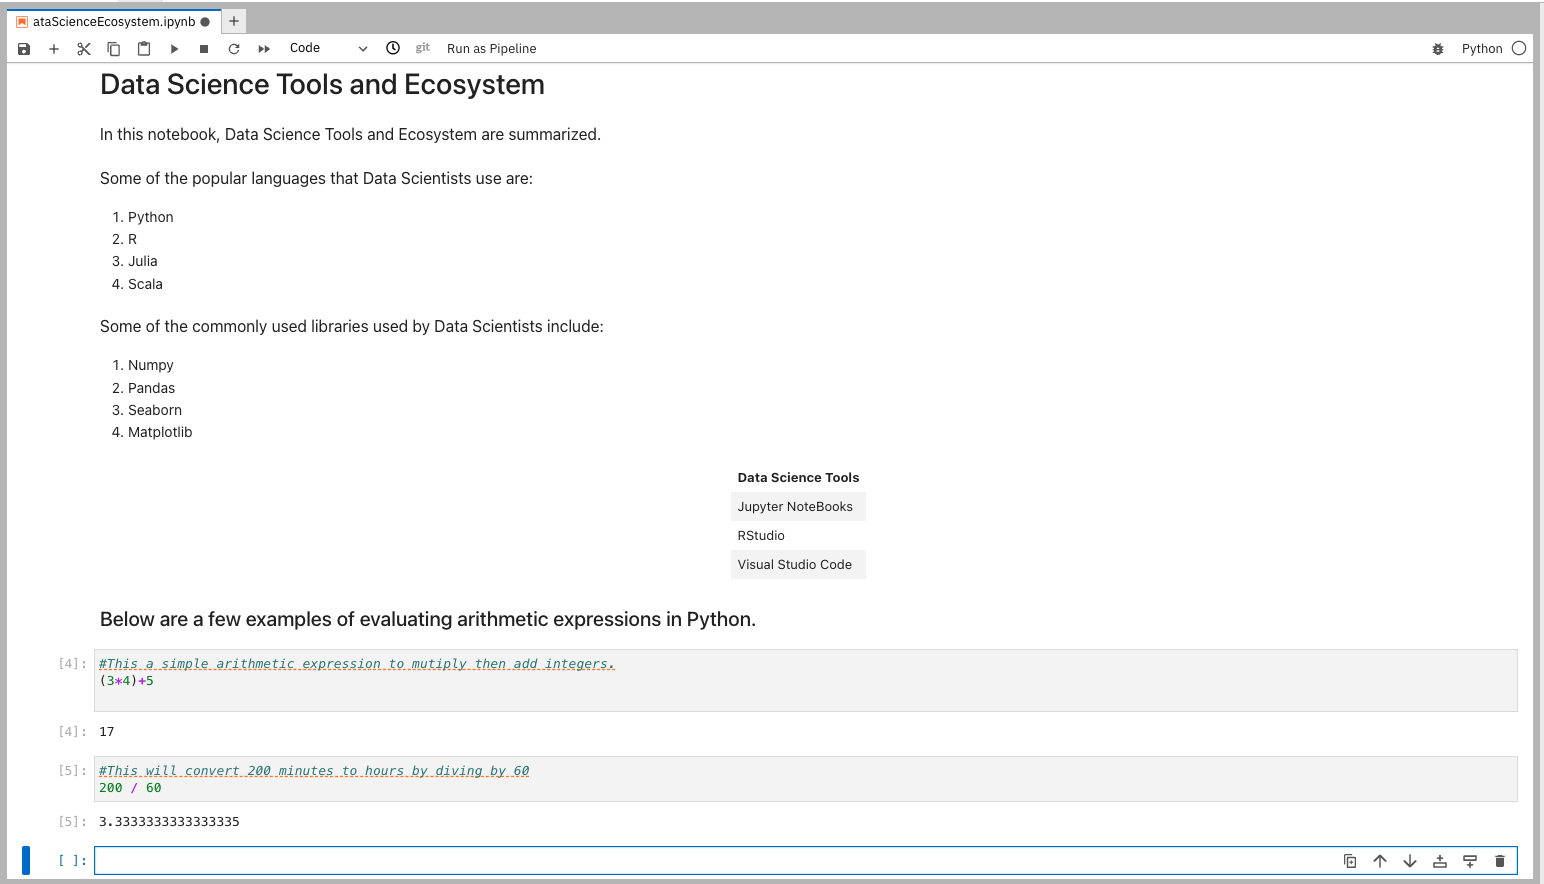 ataScienceEcosystem.ipynb
Code
git
Run as Pipeline
Python
Data Science Tools and Ecosystem
In this notebook, Data Science Tools and Ecosystem are summarized.
Some of the popular languages that Data Scientists use are:
1. Python
2. R
3. Julia
4. Scala
Some of the commonly used libraries used by Data Scientists include:
1. Numpy
2. Pandas
3. Seaborn
4. Matplotlib
Data Science Tools
Jupyter NoteBooks
RStudio
Visual Studio Code
Below are a few examples of evaluating arithmetic expressions in Python.
[4]: #This a simple arithmetic expression to mutiply then add integers.
(3*4)+5
[4]: 17
[5]: #This will convert 200 minutes to hours by diving by 60
200 / 60
[5]: 3.3333333333333335
[ ]: